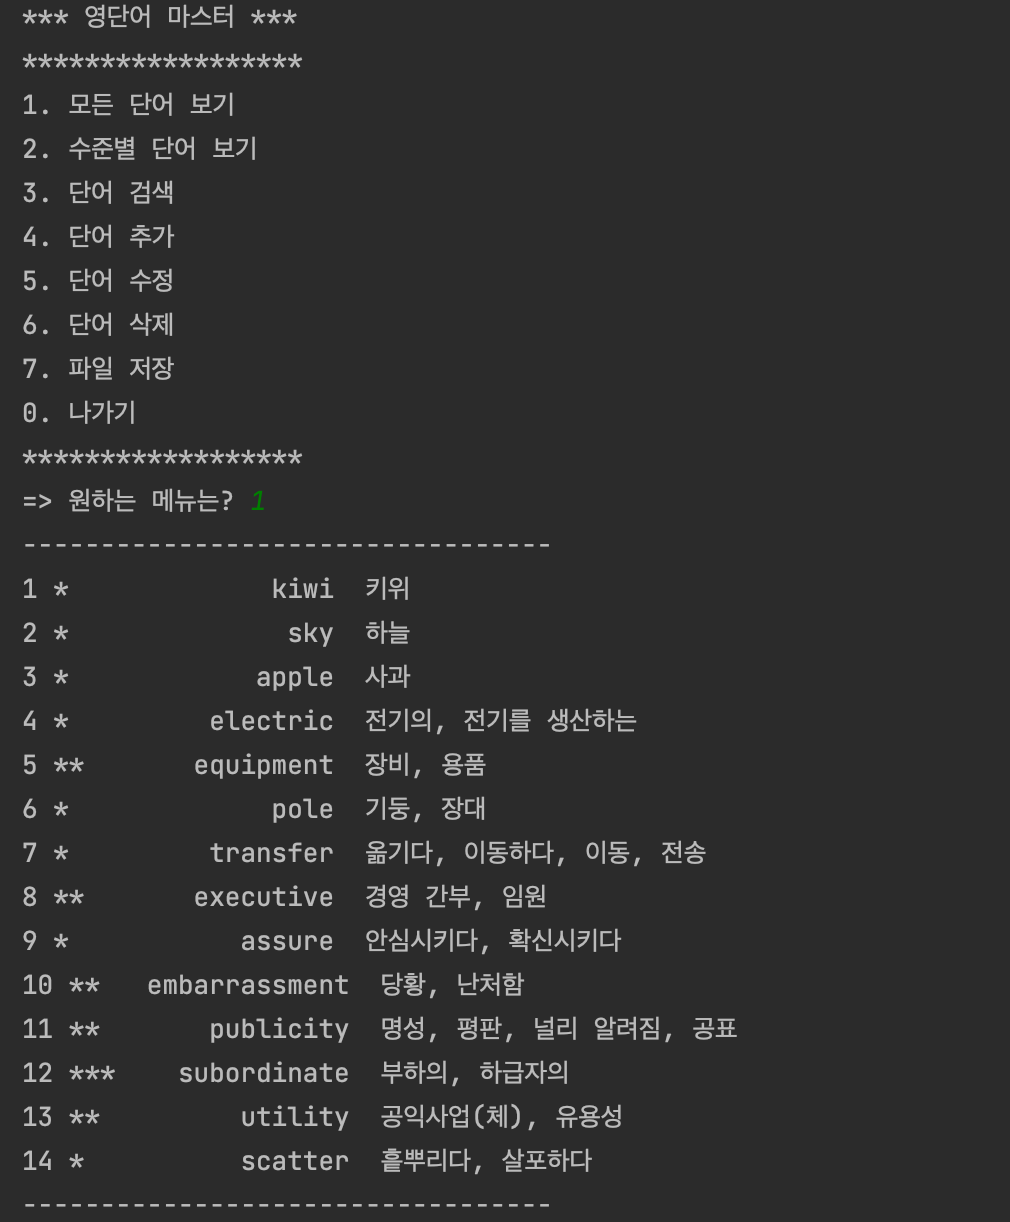 *** 영단어 마스터 ***
******************
1. 모든 단어 보기
2. 수준별 단어 보기
3. 단어 검색
4. 단어 추가
5. 단어 수정
6. 단어 삭제
7. 파일 저장
0. 나가기
******************
=> 원하는 메뉴는? 1
----------------------------------
1 *             kiwi  키위
2 *              sky  하늘
3 *            apple  사과
4 *         electric  전기의, 전기를 생산하는
5 **       equipment  장비, 용품
6 *             pole  기둥, 장대
7 *         transfer  옮기다, 이동하다, 이동, 전송
8 **       executive  경영 간부, 임원
9 *           assure  안심시키다, 확신시키다
10 **   embarrassment  당황, 난처함
11 **       publicity  명성, 평판, 널리 알려짐, 공표
12 ***    subordinate  부하의, 하급자의
13 **         utility  공익사업(체), 유용성
14 *          scatter  흩뿌리다, 살포하다
----------------------------------